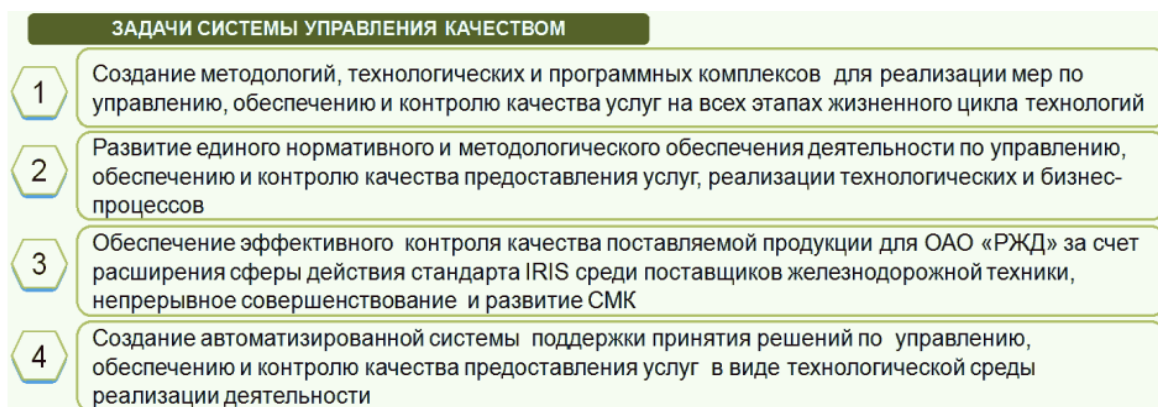 ЗАДАЧИ СИСТЕМЫ УПРАВЛЕНИЯ КАЧЕСТВОМ
1
Создание методологий, технологических и программных комплексов для реализации мер по
управлению, обеспечению и контролю качества услуг на всех этапах жизненного цикла технологий
2
Развитие единого нормативного и методологического обеспечения деятельности по управлению,
обеспечению и контролю качества предоставления услуг, реализации технологических и бизнес-
процессов
3
Обеспечение эффективного контроля качества поставляемой продукции для ОАО «РЖД» за счет
расширения сферы действия стандарта IRIS среди поставщиков железнодорожной техники,
непрерывное совершенствование и развитие СМК
4
Создание автоматизированной системы поддержки принятия решений по управлению,
обеспечению и контролю качества предоставления услуг в виде технологической среды
реализации деятельности